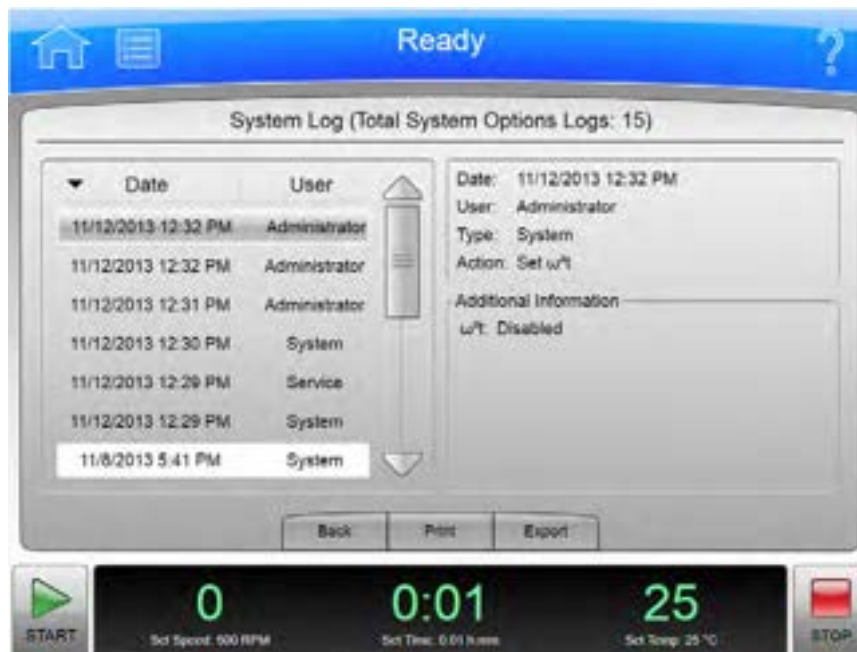 Ready
?
System Log (Total System Options Logs: 15)
Date User
11/12/2013 12:32 PM Administrator
11/12/2013 12:32 PM Administrator
11/12/2013 12:31 PM Administrator
11/12/2013 12:30 PM System
11/12/2013 12:29 PM Service
11/12/2013 12:29 PM System
11/8/2013 5:41 PM System
Date: 11/12/2013 12:32 PM
User: Administrator
Type: System
Action: Set ω²t
Additional Information
ω²t: Disabled
Back Print Export
START
0
Set Speed: 500 RPM
0:01
Set Time: 0:01 h:mm
25
Set Temp: 25 °C
STOP